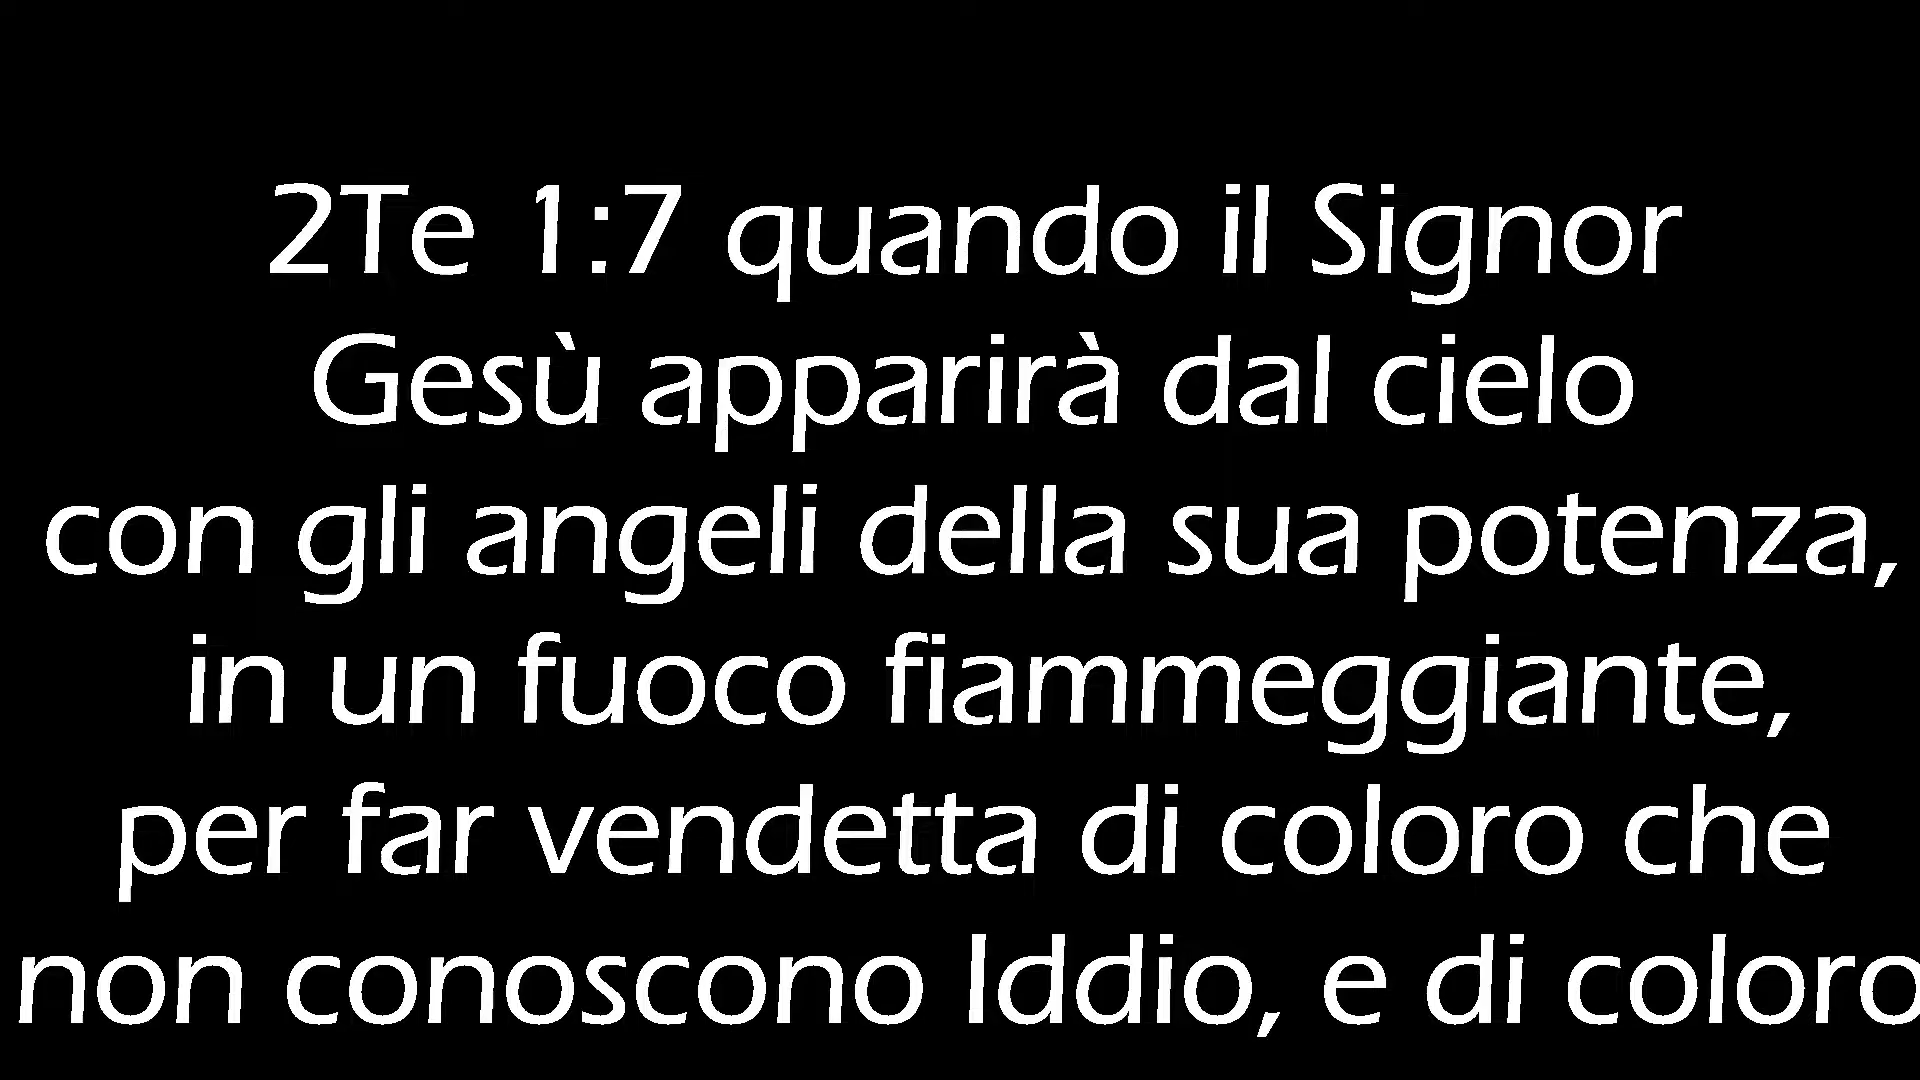 2Te 1:7 quando il Signor
Gesù apparirà dal cielo
con gli angeli della sua potenza,
in un fuoco fiammeggiante,
per far vendetta di coloro che
non conoscono Iddio, e di coloro